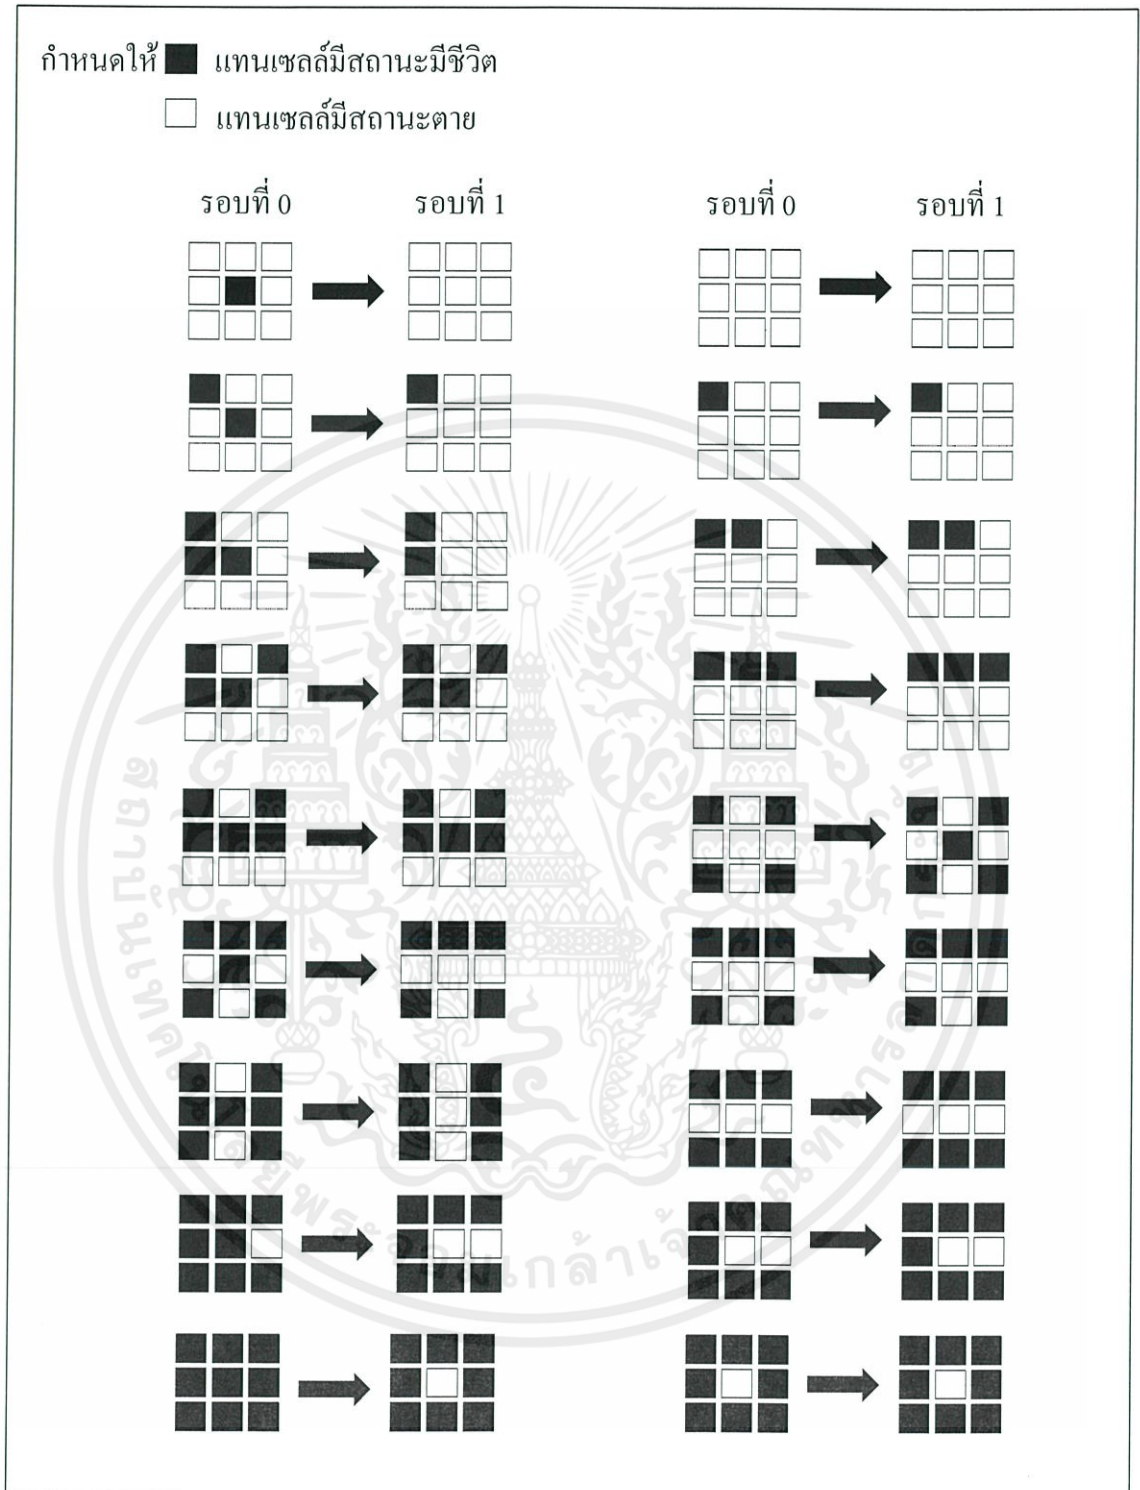 กำหนดให้ แทนเซลล์มีสถานะมีชีวิต
แทนเซลล์มีสถานะตาย
รอบที่ 0 รอบที่ 1 รอบที่ 0 รอบที่ 1